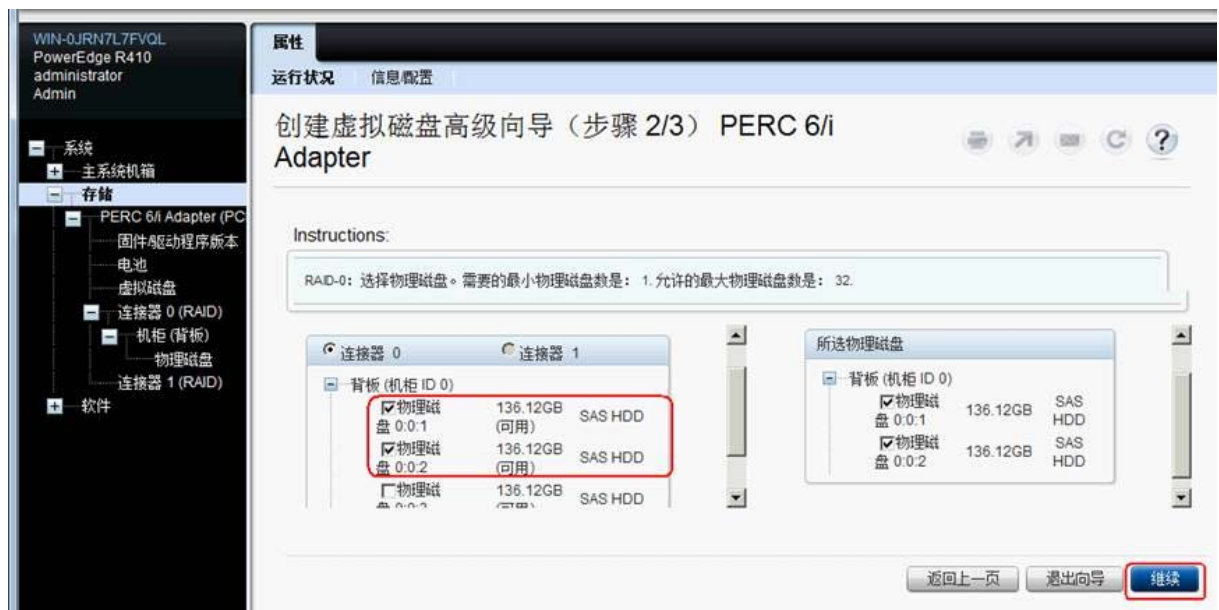 WIN-0JRN7L7FVQL
PowerEdge R410
administrator
Admin
系统
主系统机箱
存储
PERC 6/i Adapter (PC
固件/驱动程序版本
电池
虚拟磁盘
连接器 0 (RAID)
机柜 (背板)
物理磁盘
连接器 1 (RAID)
软件
属性
运行状况 信息/配置
创建虚拟磁盘高级向导（步骤 2/3） PERC 6/i
Adapter
?
Instructions:
RAID-0：选择物理磁盘。需要的最小物理磁盘数是： 1. 允许的最大物理磁盘数是： 32.
连接器 0 连接器 1
背板 (机柜 ID 0)
物理磁 136.12GB SAS HDD
盘 0:0:1 (可用)
物理磁 136.12GB SAS HDD
盘 0:0:2 (可用)
物理磁 136.12GB SAS HDD
所选物理磁盘
背板 (机柜 ID 0)
物理磁 136.12GB SAS
盘 0:0:1 HDD
物理磁 136.12GB SAS
盘 0:0:2 HDD
返回上一页 退出向导 继续